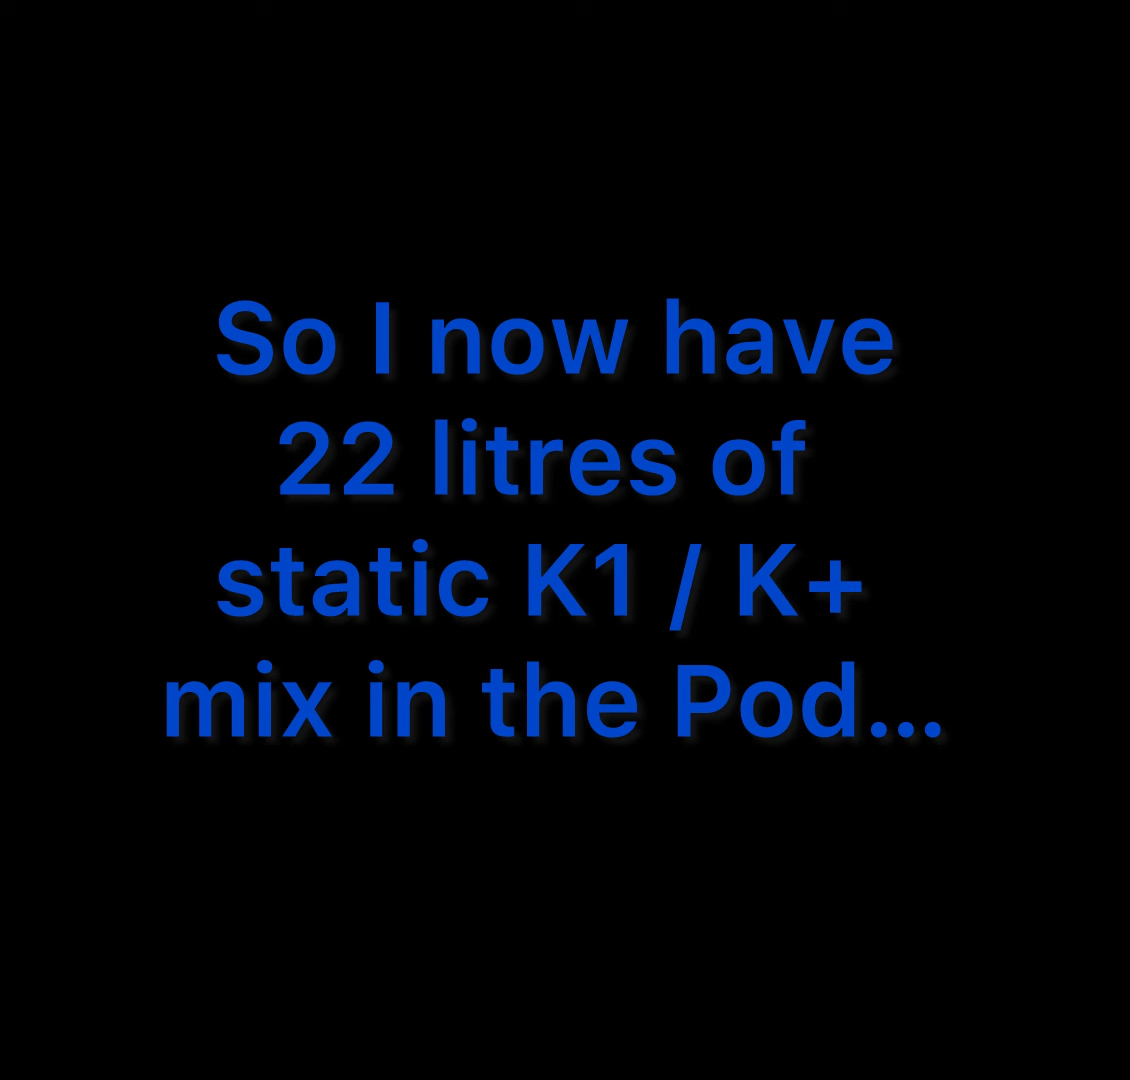 So I now have
22 litres of
static K1 / K+
mix in the Pod...